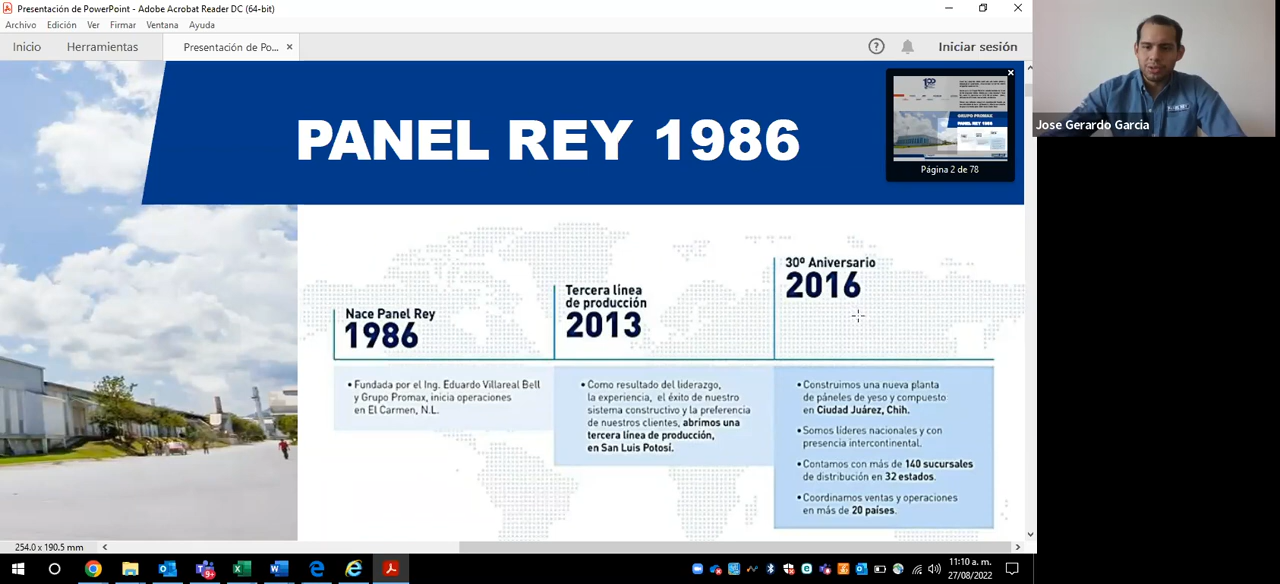 Presentación de PowerPoint - Adobe Acrobat Reader DC (64-bit)
Archivo Edición Ver Firmar Ventana Ayuda
Inicio Herramientas Presentación de Po... × Iniciar sesión
PANEL REY 1986
GRUPO PROMAX
PANEL REY 1986
Página 2 de 78
Jose Gerardo Garcia
Nace Panel Rey
1986
• Fundada por el Ing. Eduardo Villareal Bell
y Grupo Promax, inicia operaciones
en El Carmen, N.L.
Tercera línea
de producción
2013
• Como resultado del liderazgo,
la experiencia, el éxito de nuestro
sistema constructivo y la preferencia
de nuestros clientes, abrimos una
tercera línea de producción,
en San Luis Potosí.
30º Aniversario
2016
• Construimos una nueva planta
de páneles de yeso y compuesto
en Ciudad Juárez, Chih.
• Somos líderes nacionales y con
presencia intercontinental.
• Contamos con más de 140 sucursales
de distribución en 32 estados.
• Coordinamos ventas y operaciones
en más de 20 países.
254.0 x 190.5 mm
11:10 a. m.
27/08/2022